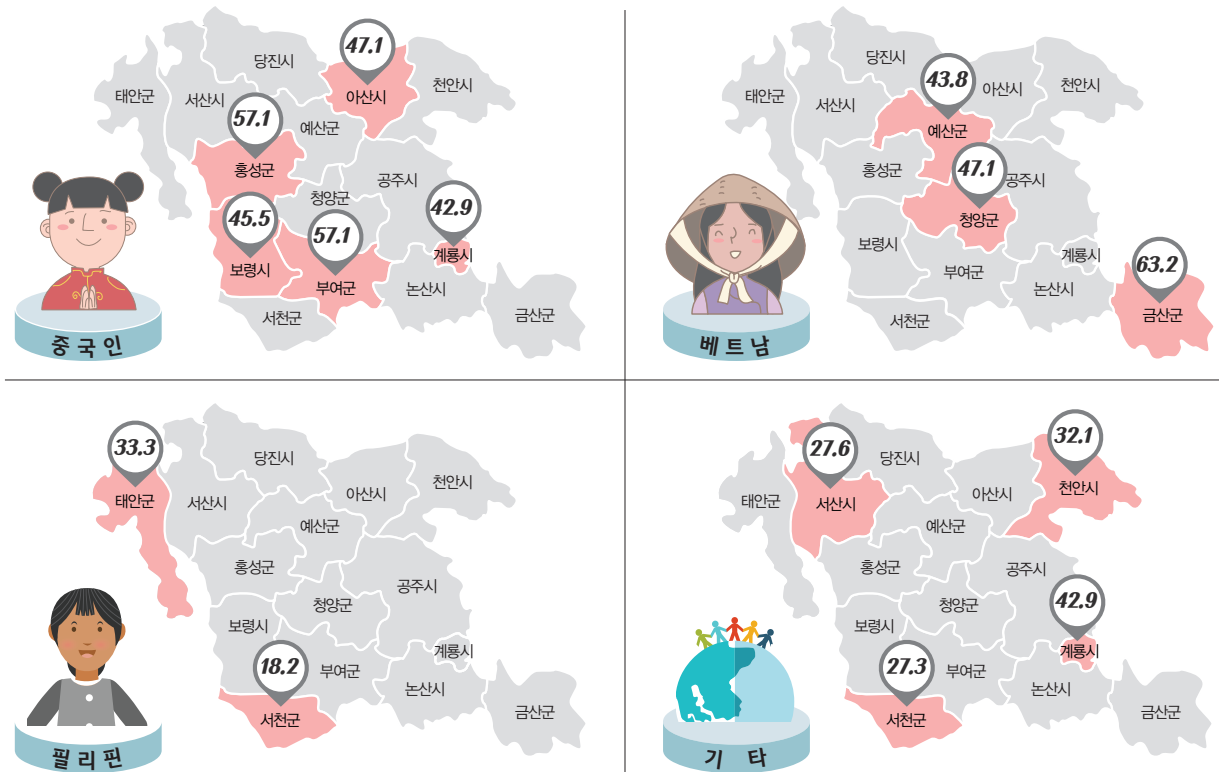 47.1
당진시
아산시
천안시
태안군
서산시
57.1
예산군
홍성군
공주시
청양군
45.5
57.1
42.9
보령시
부여군
계룡시
논산시
서천군
금산군
중국인
당진시
43.8
아산시
천안시
태안군
서산시
예산군
홍성군
47.1
공주시
청양군
보령시
부여군
계룡시
63.2
논산시
금산군
서천군
베트남
33.3
당진시
천안시
태안군
서산시
아산시
예산군
홍성군
공주시
청양군
보령시
18.2
부여군
계룡시
논산시
서천군
금산군
필리핀
27.6
당진시
32.1
천안시
태안군
서산시
아산시
예산군
홍성군
공주시
청양군
42.9
보령시
27.3
부여군
계룡시
논산시
서천군
금산군
기 타